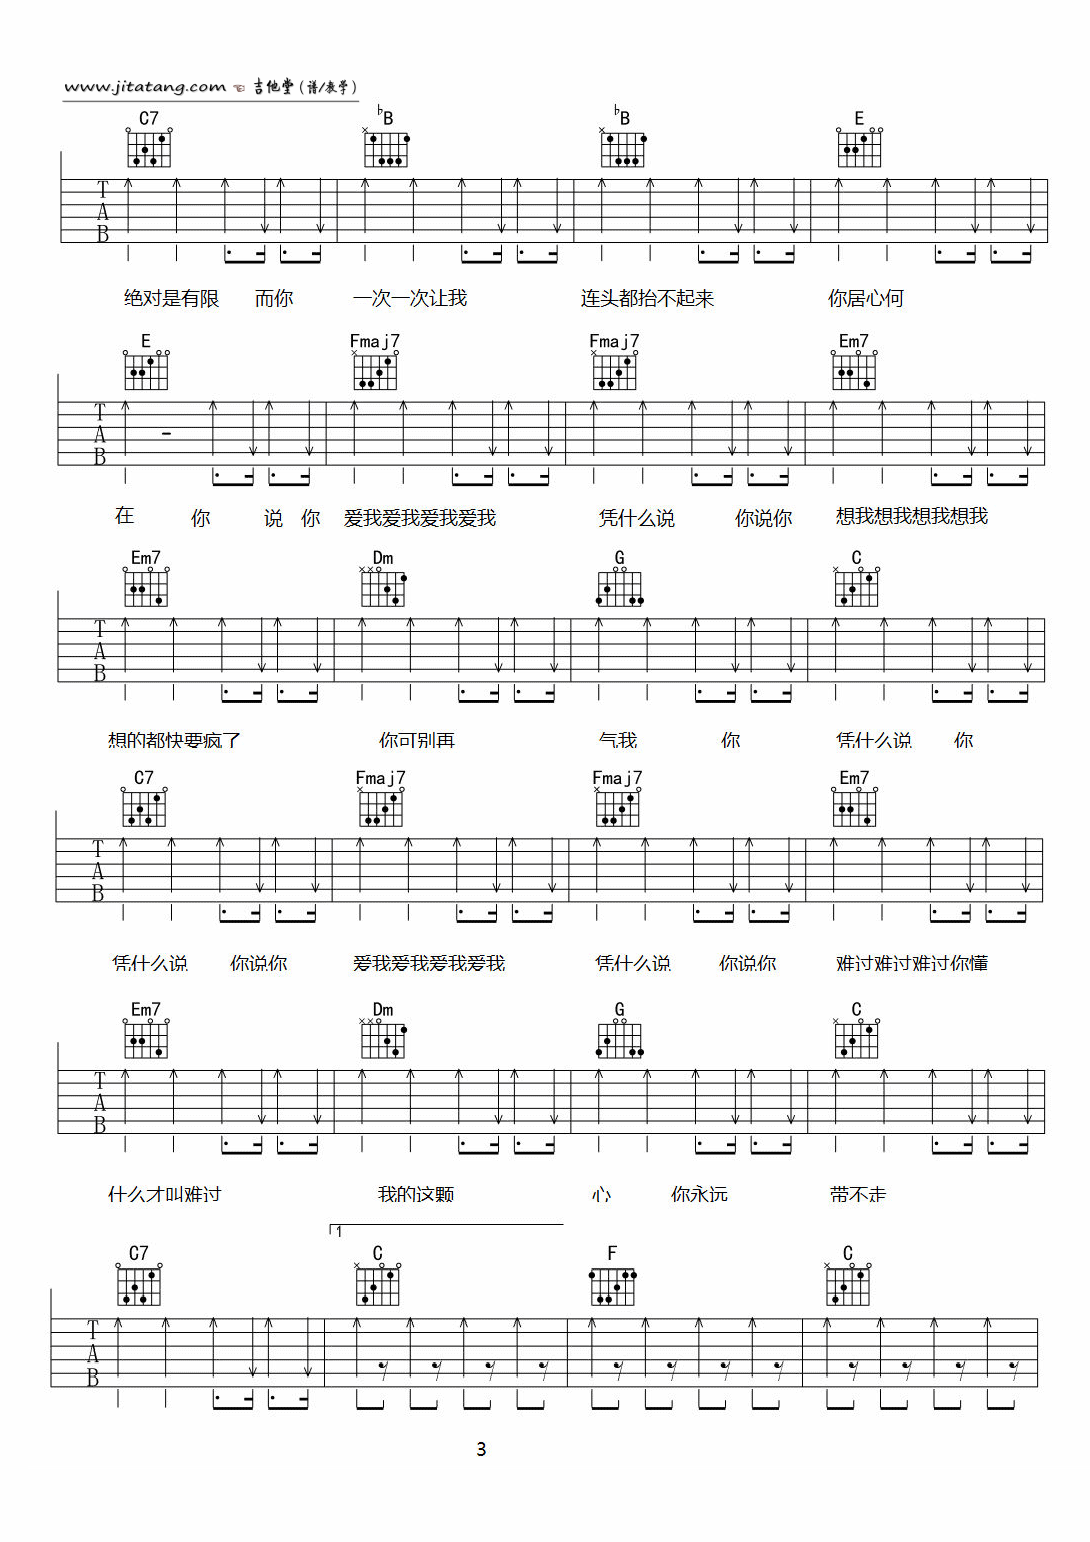 www.jitatang.com ☜ 吉他堂(谱/教学)
C7 ♭B ♭B E
T A B
绝对是有限 而你 一次一次让我 连头都抬不起来 你居心何
E Fmaj7 Fmaj7 Em7
T A B
在 你 说 你 爱我爱我爱我爱我 凭什么说 你说你 想我想我想我想我
Em7 Dm G C
T A B
想的都快要疯了 你可别再 气我 你 凭什么说 你
C7 Fmaj7 Fmaj7 Em7
T A B
凭什么说 你说你 爱我爱我爱我爱我 凭什么说 你说你 难过难过难过你懂
Em7 Dm G C
T A B
什么才叫难过 我的这颗 心 你永远 带不走
1
C7 C F C
T A B
3